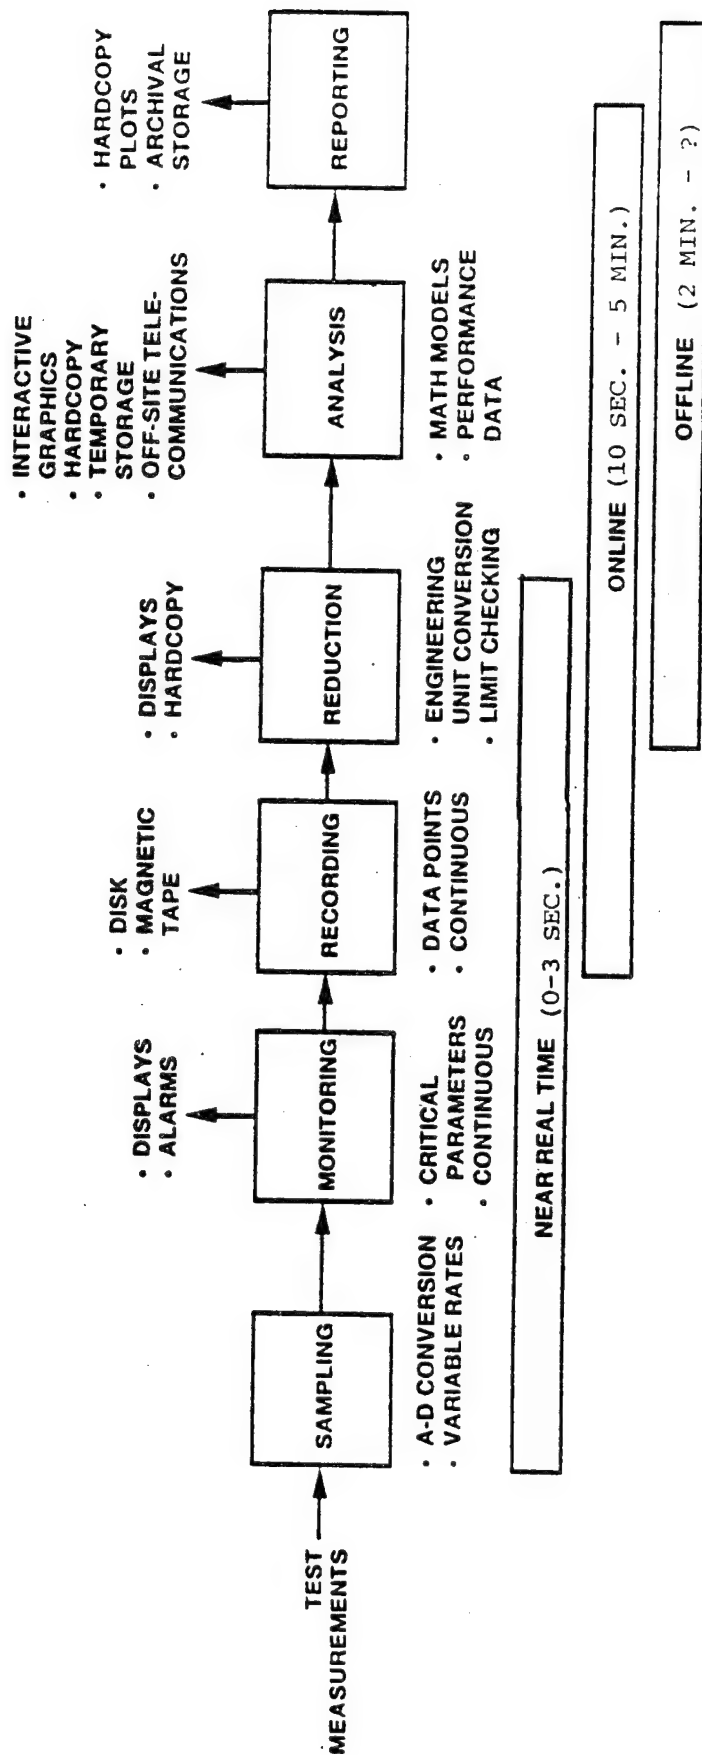 TEST
MEASUREMENTS
SAMPLING
• A-D CONVERSION
• VARIABLE RATES
• DISPLAYS
• ALARMS
MONITORING
• CRITICAL
PARAMETERS
• CONTINUOUS
• DISK
• MAGNETIC
TAPE
RECORDING
• DATA POINTS
• CONTINUOUS
• DISPLAYS
• HARDCOPY
REDUCTION
• ENGINEERING
UNIT CONVERSION
• LIMIT CHECKING
• INTERACTIVE
GRAPHICS
• HARDCOPY
• TEMPORARY
STORAGE
• OFF-SITE TELE-
COMMUNICATIONS
ANALYSIS
• MATH MODELS
• PERFORMANCE
DATA
• HARDCOPY
PLOTS
• ARCHIVAL
STORAGE
REPORTING
NEAR REAL TIME (0-3 SEC.)
ONLINE (10 SEC. - 5 MIN.)
OFFLINE (2 MIN. - ?)